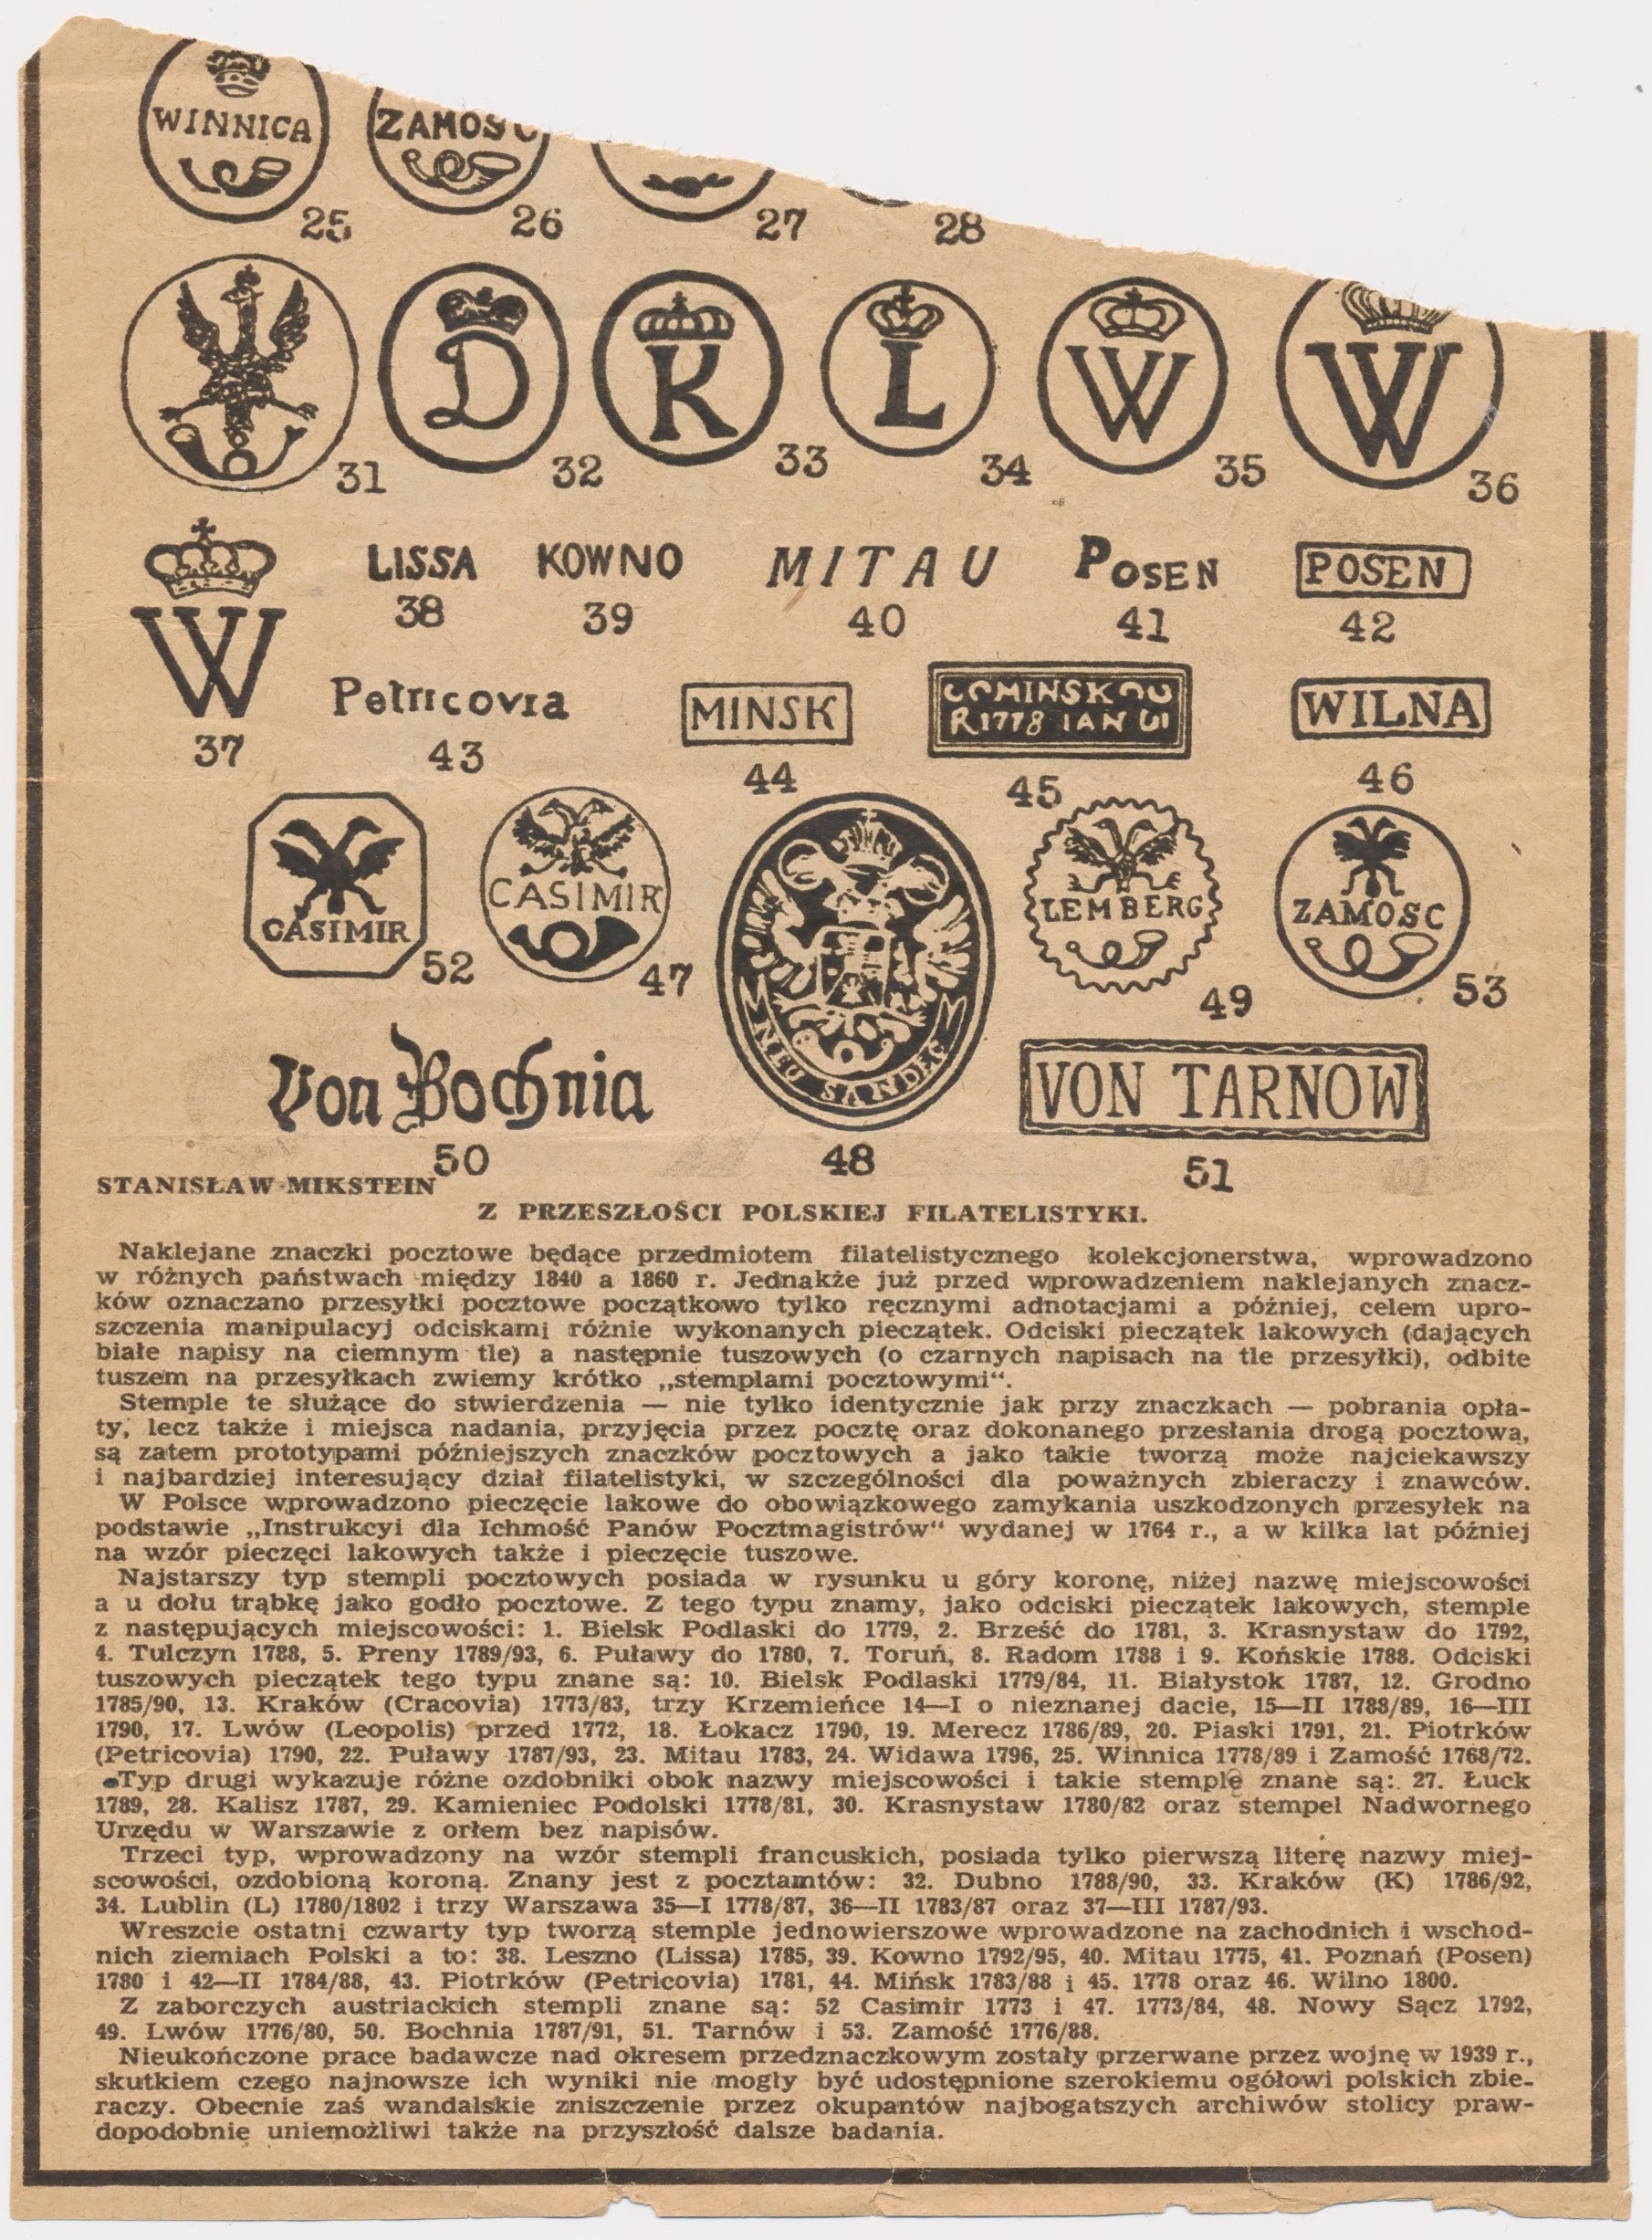 WINNICA
25
ZAMOSC
26
27
28
31
D
32
K
33
L
34
W
35
W
36
W
37
LISSA
38
KOWNO
39
MITAU
40
POSEN
41
POSEN
42
Petricovia
43
MINSK
44
MINSK
R 1778 IAN
45
WILNA
46
CASIMIR
52
CASIMIR
47
NEU SANDEC
48
LEMBERG
49
ZAMOSC
53
Von Bochnia
50
VON TARNOW
51
STANISŁAW MIKSTEIN
Z PRZESZŁOŚCI POLSKIEJ FILATELISTYKI.
Naklejane znaczki pocztowe będące przedmiotem filatelistycznego kolekcjonerstwa, wprowadzono
w różnych państwach między 1840 a 1860 r. Jednakże już przed wprowadzeniem naklejanych znacz-
ków oznaczano przesyłki pocztowe początkowo tylko ręcznymi adnotacjami a później, celem upro-
szczenia manipulacyj odciskami różnie wykonanych pieczątek. Odciski pieczątek lakowych (dających
białe napisy na ciemnym tle) a następnie tuszowych (o czarnych napisach na tle przesyłki), odbite
tuszem na przesyłkach zwiemy krótko „stemplami pocztowymi“.
Stemple te służące do stwierdzenia — nie tylko identycznie jak przy znaczkach — pobrania opła-
ty, lecz także i miejsca nadania, przyjęcia przez pocztę oraz dokonanego przesłania drogą pocztową,
są zatem prototypami późniejszych znaczków pocztowych a jako takie tworzą może najciekawszy
i najbardziej interesujący dział filatelistyki, w szczególności dla poważnych zbieraczy i znawców.
W Polsce wprowadzono pieczęcie lakowe do obowiązkowego zamykania uszkodzonych przesyłek na
podstawie „Instrukcyi dla Ichmość Panów Pocztmagistrów“ wydanej w 1764 r., a w kilka lat później
na wzór pieczęci lakowych także i pieczęcie tuszowe.
Najstarszy typ stempli pocztowych posiada w rysunku u góry koronę, niżej nazwę miejscowości
a u dołu trąbkę jako godło pocztowe. Z tego typu znamy, jako odciski pieczątek lakowych, stemple
z następujących miejscowości: 1. Bielsk Podlaski do 1779, 2. Brześć do 1781, 3. Krasnystaw do 1792,
4. Tulczyn 1788, 5. Preny 1789/93, 6. Puławy do 1780, 7. Toruń, 8. Radom 1788 i 9. Końskie 1788. Odciski
tuszowych pieczątek tego typu znane są: 10. Bielsk Podlaski 1779/84, 11. Białystok 1787, 12. Grodno
1785/90, 13. Kraków (Cracovia) 1773/83, trzy Krzemieńce 14—I o nieznanej dacie, 15—II 1788/89, 16—III
1790, 17. Lwów (Leopolis) przed 1772, 18. Łokacz 1790, 19. Merecz 1786/89, 20. Piaski 1791, 21. Piotrków
(Petricovia) 1790, 22. Puławy 1787/93, 23. Mitau 1783, 24. Widawa 1796, 25. Winnica 1778/89 i Zamość 1768/72.
Typ drugi wykazuje różne ozdobniki obok nazwy miejscowości i takie stemple znane są: 27. Łuck
1789, 28. Kalisz 1787, 29. Kamieniec Podolski 1778/81, 30. Krasnystaw 1780/82 oraz stempel Nadwornego
Urzędu w Warszawie z orłem bez napisów.
Trzeci typ, wprowadzony na wzór stempli francuskich, posiada tylko pierwszą literę nazwy miej-
scowości, ozdobioną koroną. Znany jest z pocztamtów: 32. Dubno 1788/90, 33. Kraków (K) 1786/92,
34. Lublin (L) 1780/1802 i trzy Warszawa 35—I 1778/87, 36—II 1783/87 oraz 37—III 1787/93.
Wreszcie ostatni czwarty typ tworzą stemple jednowierszowe wprowadzone na zachodnich i wschod-
nich ziemiach Polski a to: 38. Leszno (Lissa) 1785, 39. Kowno 1792/95, 40. Mitau 1775, 41. Poznań (Posen)
1780 i 42—II 1784/88, 43. Piotrków (Petricovia) 1781, 44. Mińsk 1783/88 i 45. 1778 oraz 46. Wilno 1800.
Z zaborczych austriackich stempli znane są: 52 Casimir 1773 i 47. 1773/84, 48. Nowy Sącz 1792,
49. Lwów 1776/80, 50. Bochnia 1787/91, 51. Tarnów i 53. Zamość 1776/88.
Nieukończone prace badawcze nad okresem przedznaczkowym zostały przerwane przez wojnę w 1939 r.,
skutkiem czego najnowsze ich wyniki nie mogły być udostępnione szerokiemu ogółowi polskich zbie-
raczy. Obecnie zaś wandalskie zniszczenie przez okupantów najbogatszych archiwów stolicy praw-
dopodobnie uniemożliwi także na przyszłość dalsze badania.